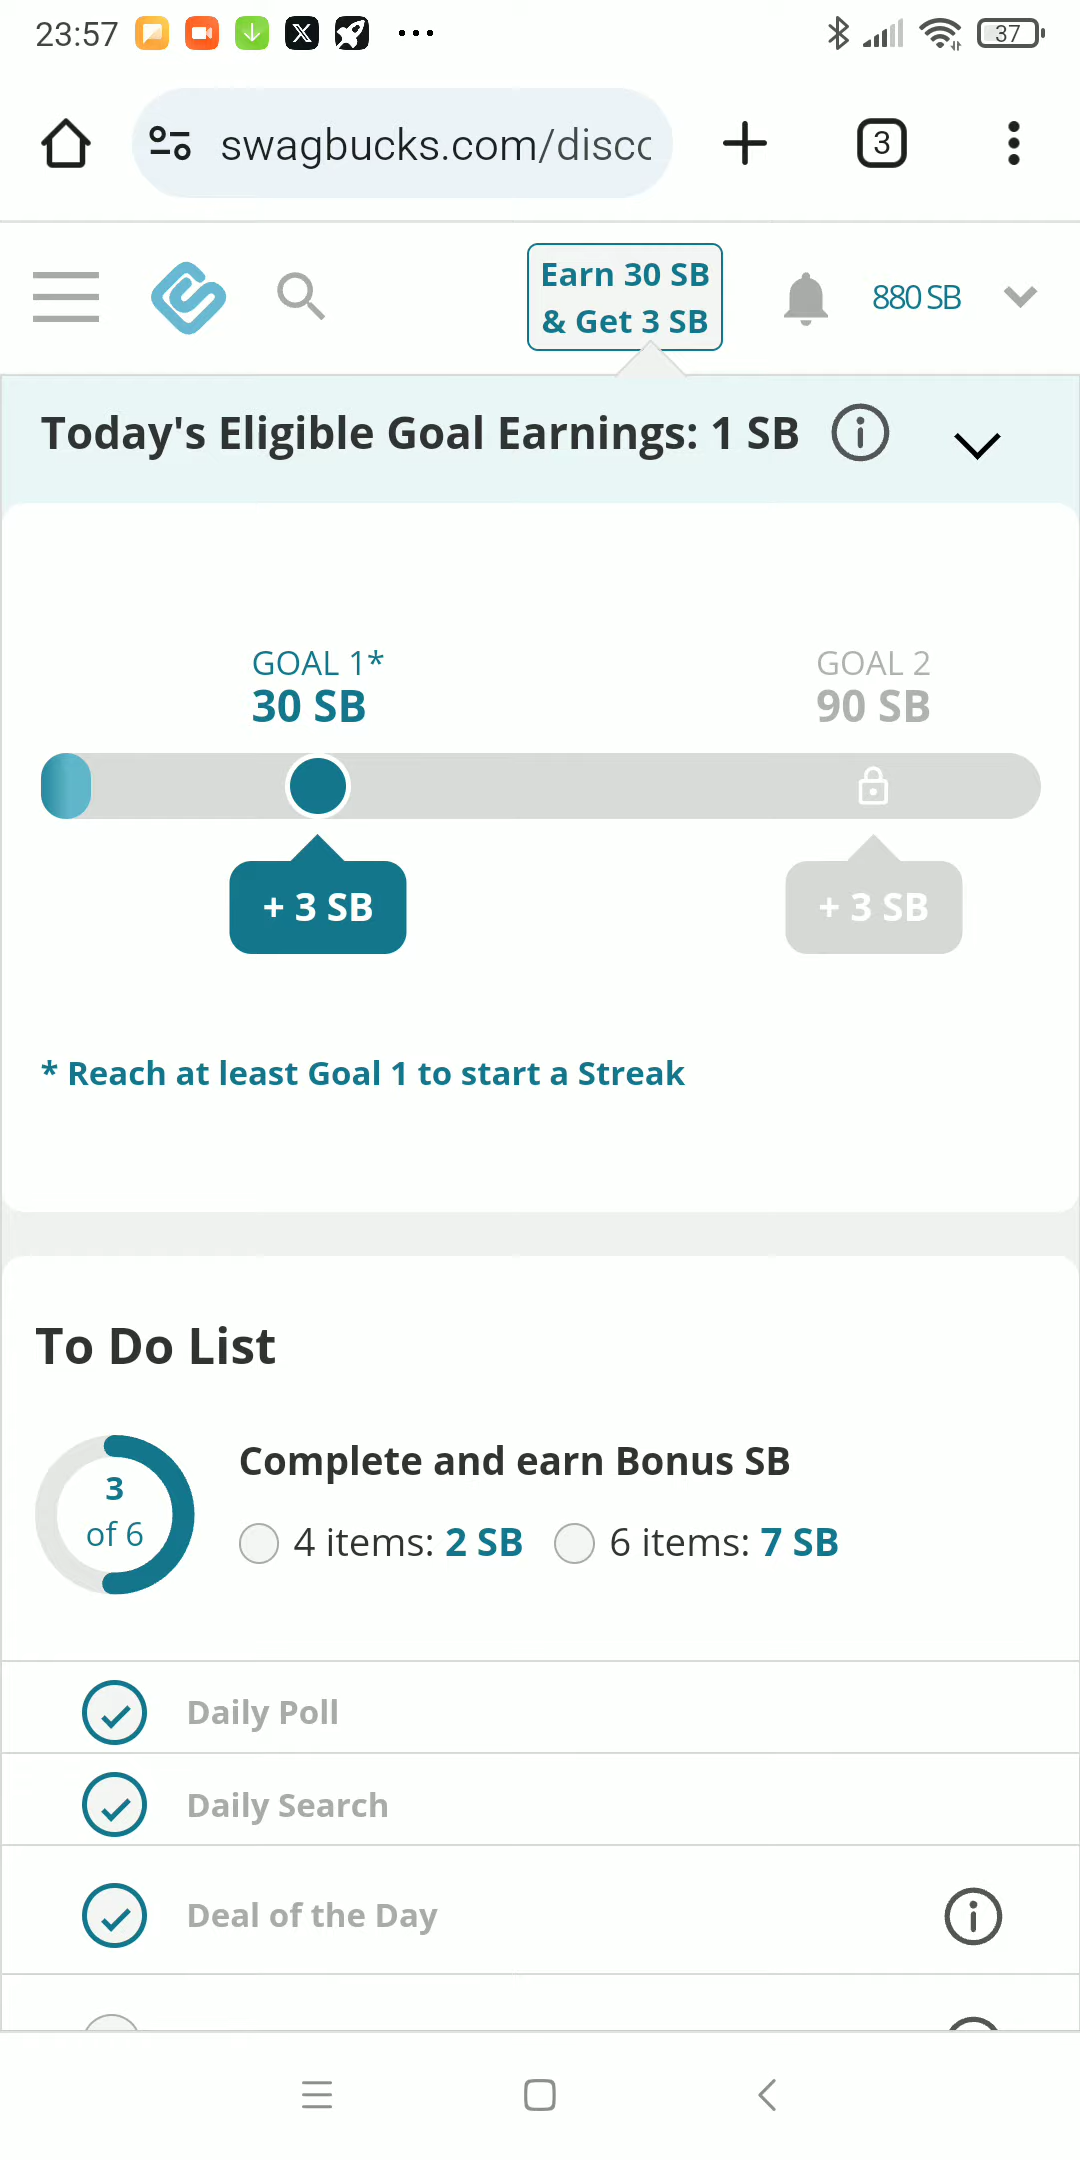 23:57
37
swagbucks.com/disco
3
Earn 30 SB
& Get 3 SB
880 SB
Today's Eligible Goal Earnings: 1 SB
GOAL 1*
30 SB
GOAL 2
90 SB
+ 3 SB
+ 3 SB
* Reach at least Goal 1 to start a Streak
To Do List
3
of 6
Complete and earn Bonus SB
4 items: 2 SB
6 items: 7 SB
Daily Poll
Daily Search
Deal of the Day